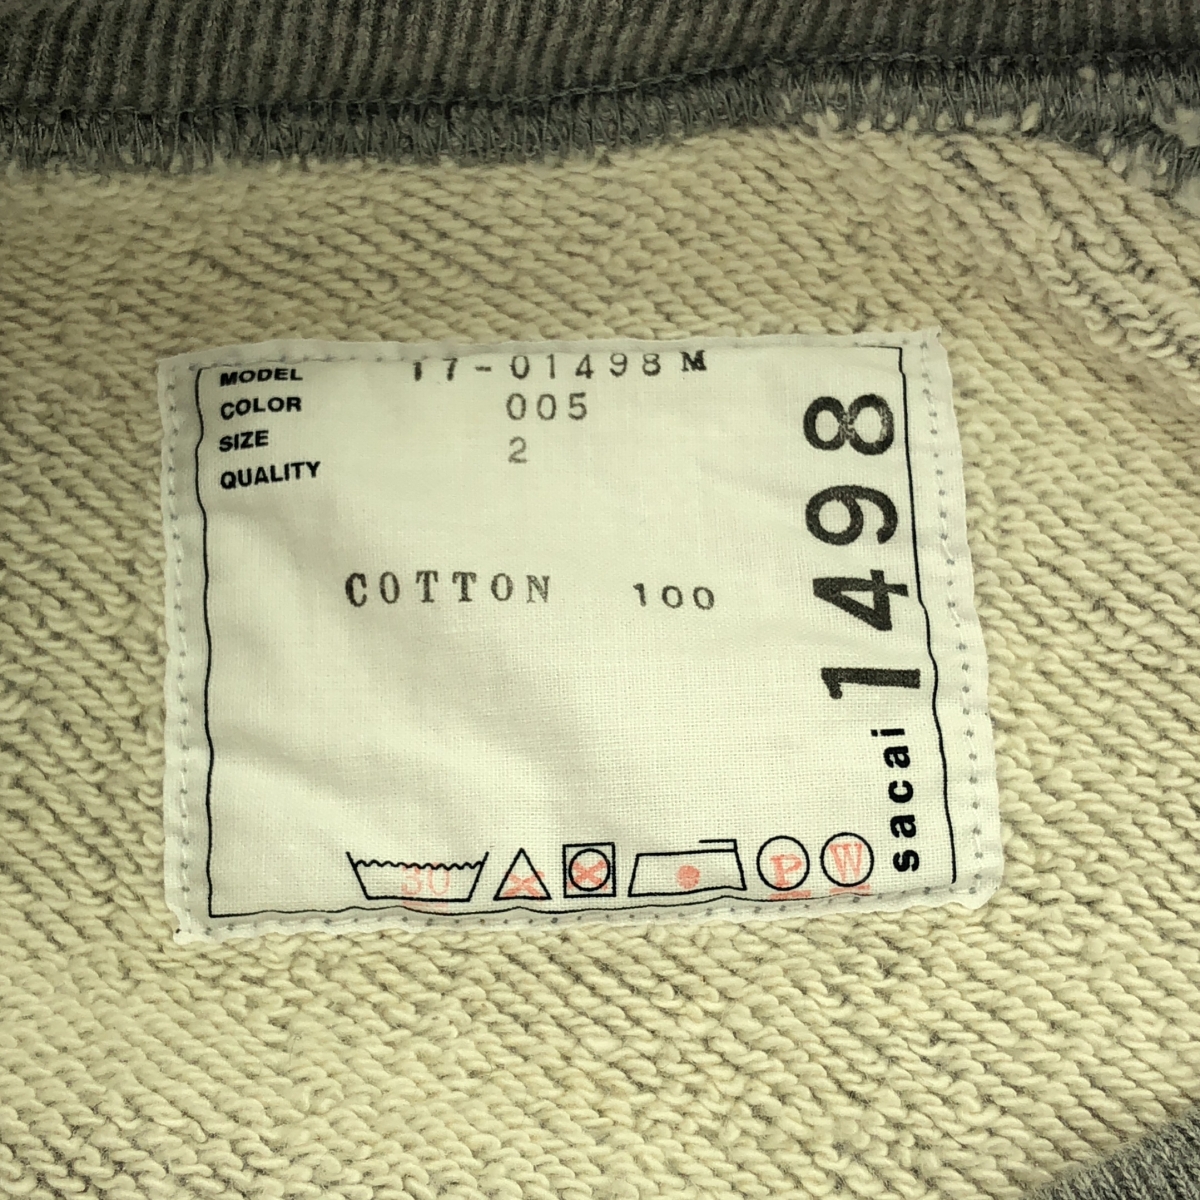 MODEL 17-01498M
COLOR 005
SIZE 2
QUALITY
COTTON 100
sacai 1498
30
P W